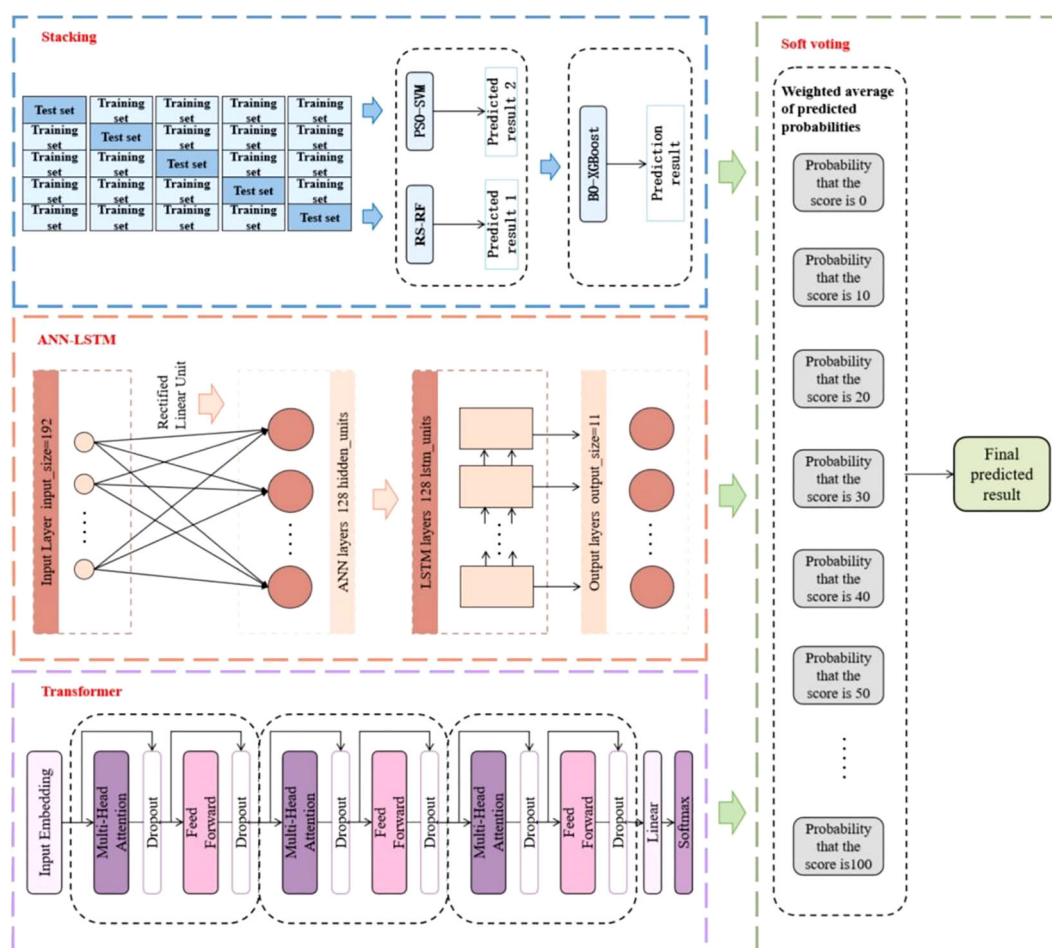 Stacking
Test set
Training
set
Training
set
Training
set
Training
set
Training
set
Test set
Training
set
Training
set
Training
set
Training
set
Training
set
Test set
Training
set
Training
set
Training
set
Training
set
Training
set
Test set
Training
set
Training
set
Training
set
Training
set
Training
set
Test set
PSO-SVM
Predicted
result 2
RS-RF
Predicted
result 1
BO-XGBoost
Prediction
result
ANN-LSTM
Input Layer input_size=192
Rectified
Linear Unit
ANN layers 128 hidden_units
LSTM layers 128 lstm_units
Output layers output_size=11
Transformer
Input Embedding
Multi-Head
Attention
Dropout
Feed
Forward
Dropout
Multi-Head
Attention
Dropout
Feed
Forward
Dropout
Multi-Head
Attention
Dropout
Feed
Forward
Dropout
Linear
Softmax
Soft voting
Weighted average
of predicted
probabilities
Probability
that the
score is 0
Probability
that the
score is 10
Probability
that the
score is 20
Probability
that the
score is 30
Probability
that the
score is 40
Probability
that the
score is 50
Probability
that the
score is100
Final
predicted
result